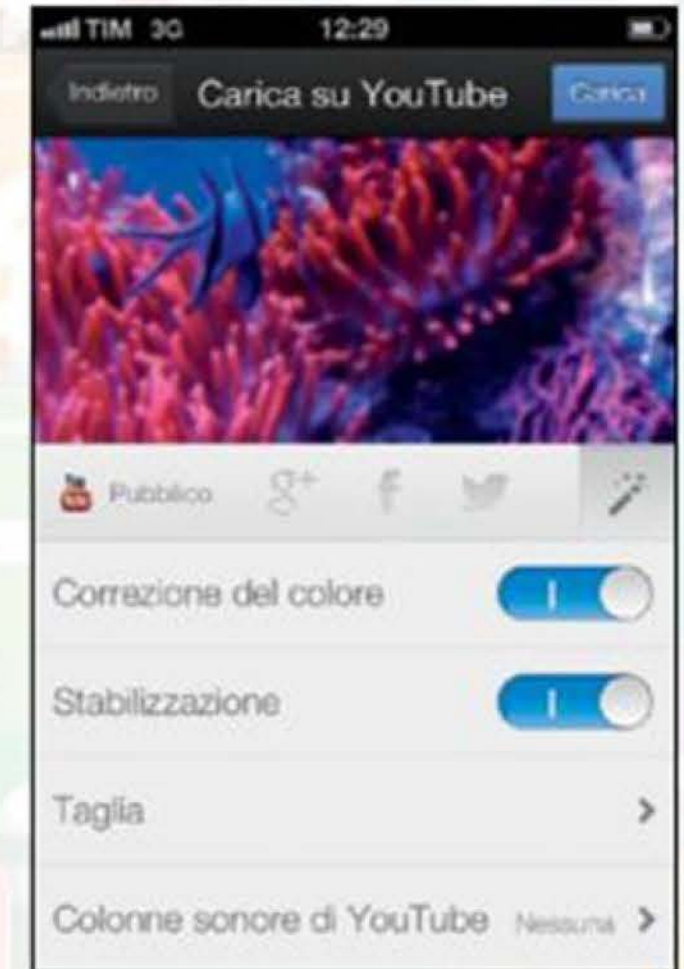 TIM 3G 12:29
Indietro Carica su YouTube Carica
Pubblico g+ f
Correzione del colore
Stabilizzazione
Taglia
Colonne sonore di YouTube Nessuna